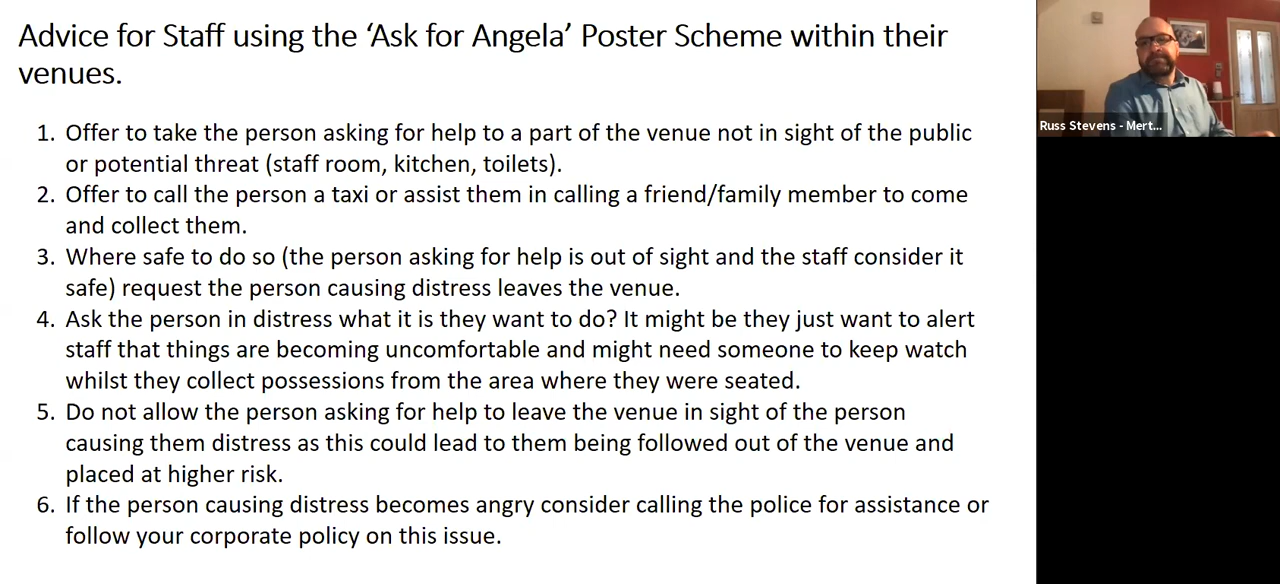 Advice for Staff using the ‘Ask for Angela’ Poster Scheme within their
venues.
1. Offer to take the person asking for help to a part of the venue not in sight of the public
or potential threat (staff room, kitchen, toilets).
2. Offer to call the person a taxi or assist them in calling a friend/family member to come
and collect them.
3. Where safe to do so (the person asking for help is out of sight and the staff consider it
safe) request the person causing distress leaves the venue.
4. Ask the person in distress what it is they want to do? It might be they just want to alert
staff that things are becoming uncomfortable and might need someone to keep watch
whilst they collect possessions from the area where they were seated.
5. Do not allow the person asking for help to leave the venue in sight of the person
causing them distress as this could lead to them being followed out of the venue and
placed at higher risk.
6. If the person causing distress becomes angry consider calling the police for assistance or
follow your corporate policy on this issue.
Russ Stevens - Mert...